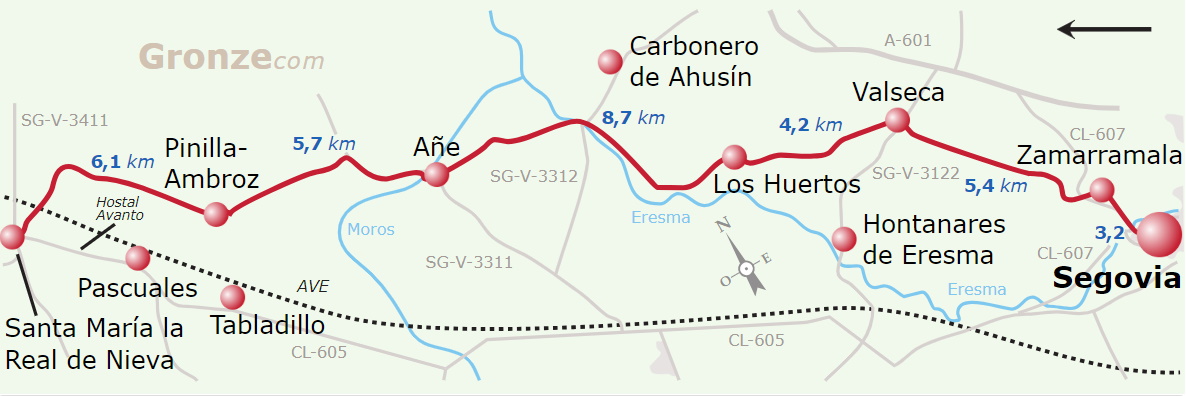 Gronzecom
Carbonero
de Ahusín
A-601
Valseca
SG-V-3411
6,1 km
Pinilla-
Ambroz
5,7 km
Añe
8,7 km
4,2 km
CL-607
Zamarramala
SG-V-3312
Los Huertos
SG-V-3122
5,4 km
Hostal
Avanto
Moros
Eresma
N
O
E
Hontanares
de Eresma
3,2
CL-607
Segovia
SG-V-3311
Pascuales
AVE
Eresma
Tabladillo
Santa María la
Real de Nieva
CL-605
CL-605